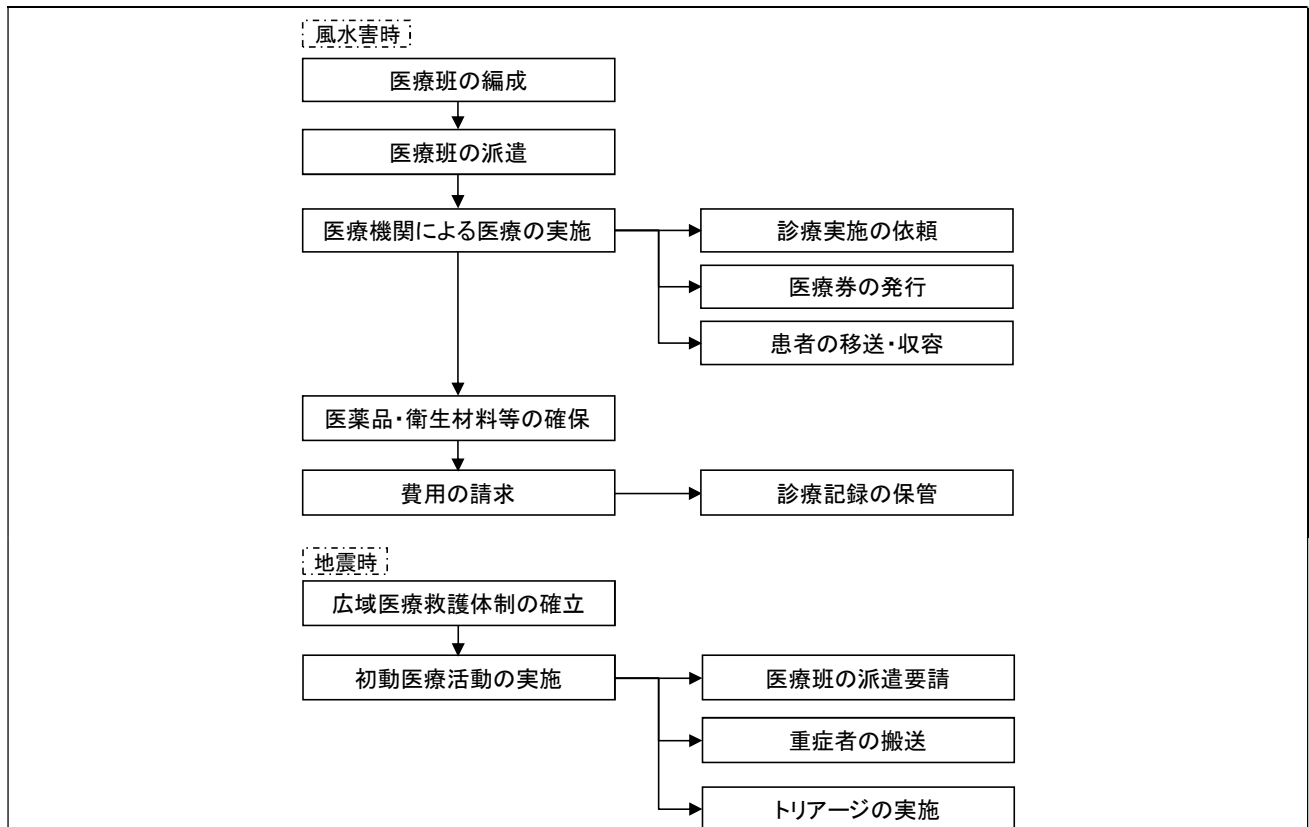 風水害時
医療班の編成
医療班の派遣
医療機関による医療の実施
診療実施の依頼
医療券の発行
患者の移送・収容
医薬品・衛生材料等の確保
費用の請求
診療記録の保管
地震時
広域医療救護体制の確立
初動医療活動の実施
医療班の派遣要請
重症者の搬送
トリアージの実施